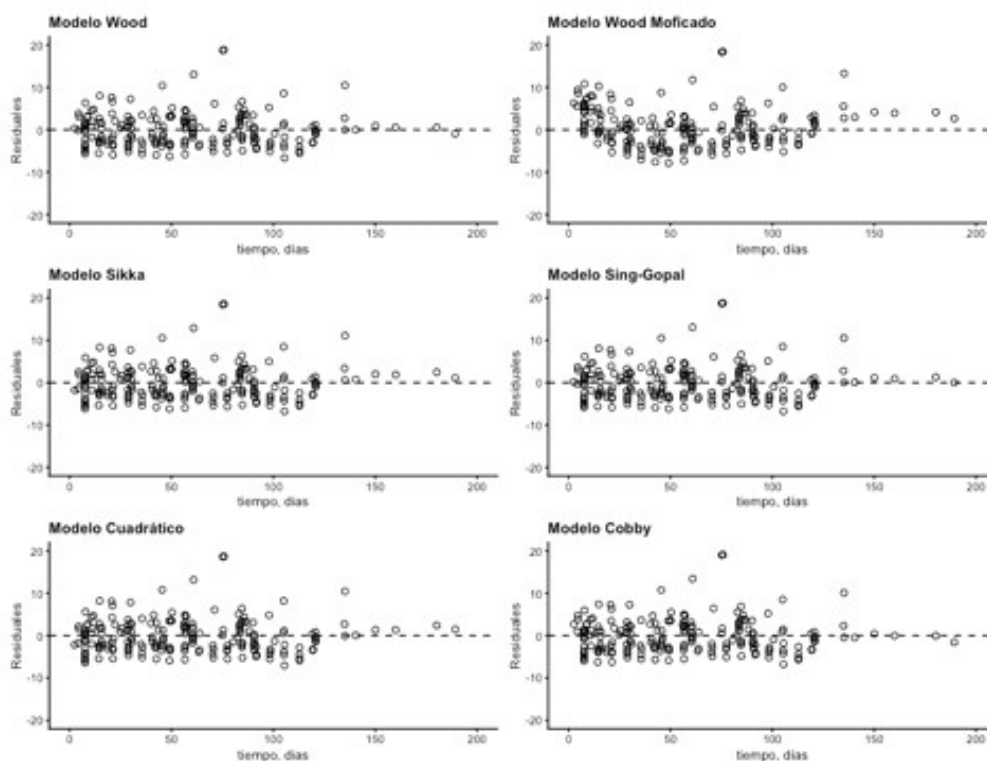 Modelo Wood
20
10
0
-10
-20
Residuales
0 50 100 150 200
tiempo, dias
Modelo Wood Moficado
20
10
0
-10
-20
Residuales
0 50 100 150 200
tiempo, dias
Modelo Sikka
20
10
0
-10
-20
Residuales
0 50 100 150 200
tiempo, dias
Modelo Sing-Gopal
20
10
0
-10
-20
Residuales
0 50 100 150 200
tiempo, dias
Modelo Cuadrático
20
10
0
-10
-20
Residuales
0 50 100 150 200
tiempo, dias
Modelo Cobby
20
10
0
-10
-20
Residuales
0 50 100 150 200
tiempo, dias